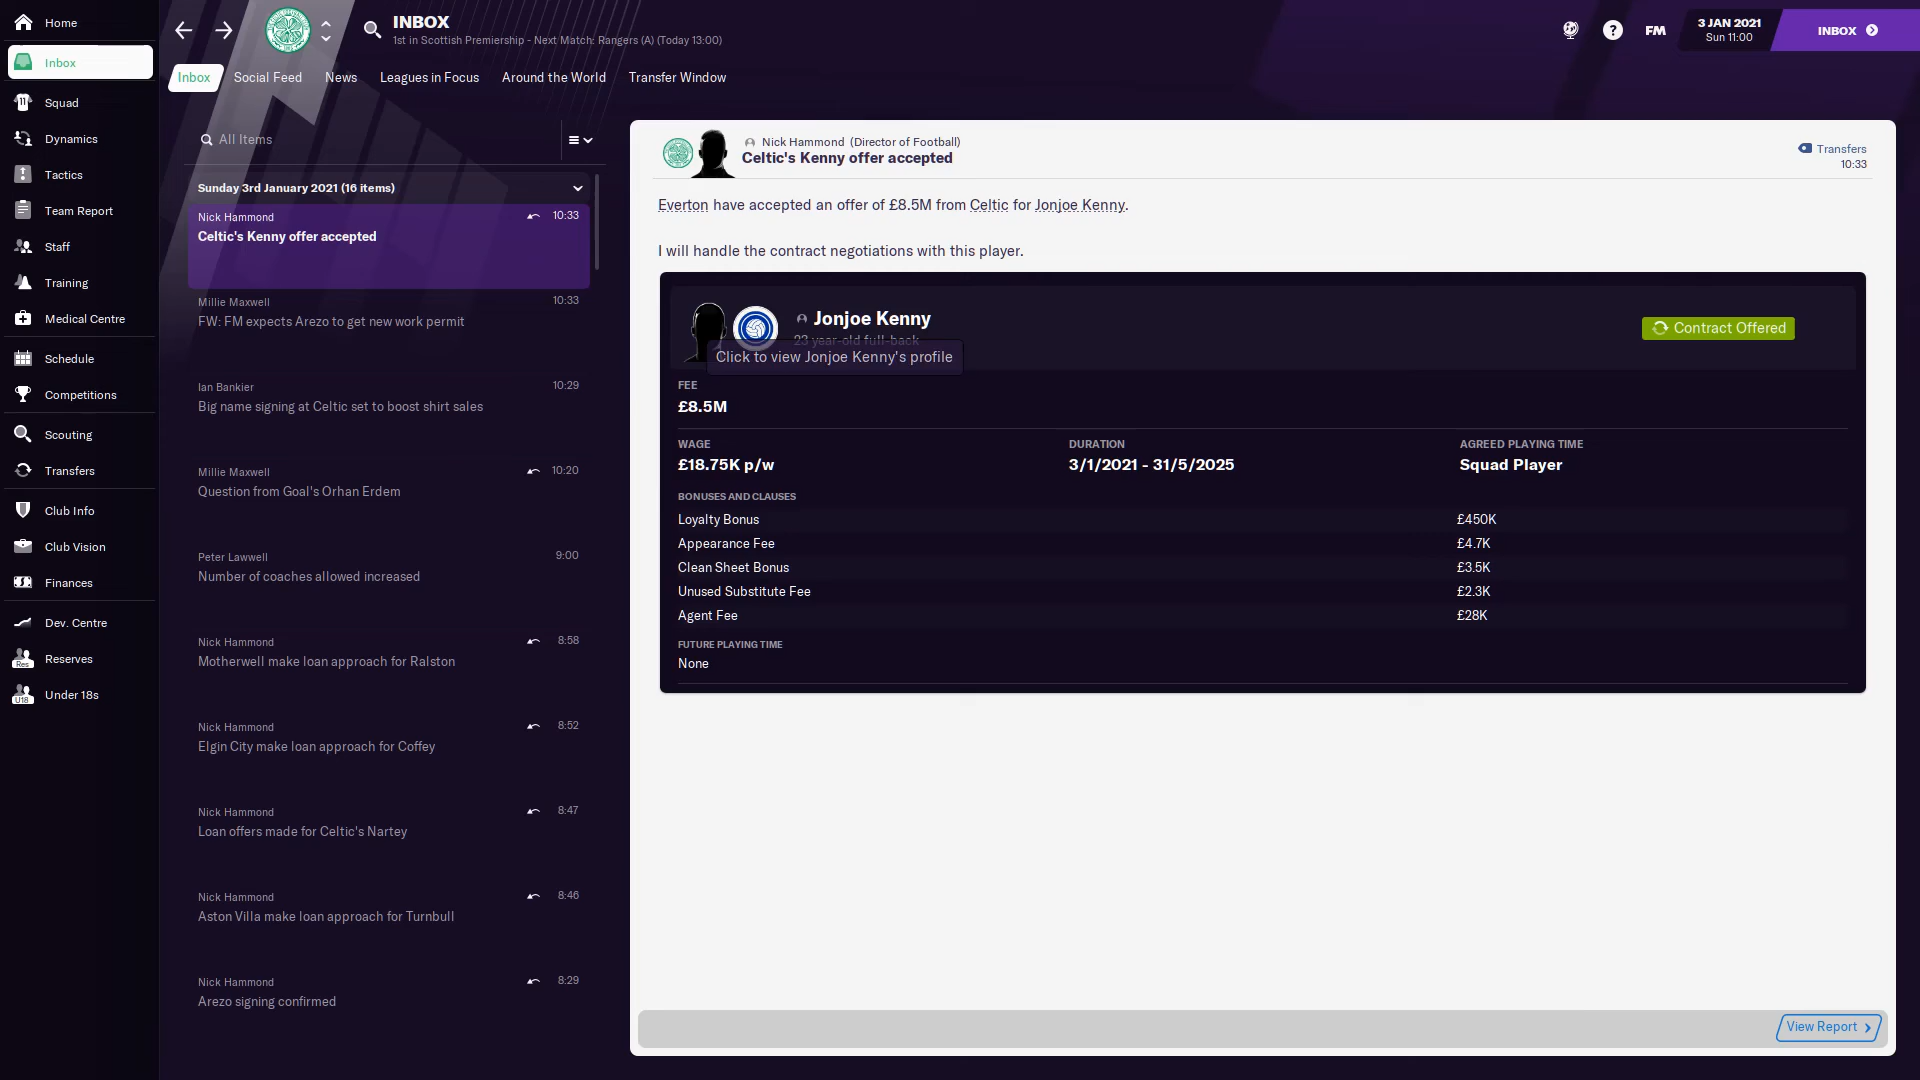 Home
Inbox
Squad
Dynamics
Tactics
Team Report
Staff
Training
Medical Centre
Schedule
Competitions
Scouting
Transfers
Club Info
Club Vision
Finances
Dev. Centre
Res
Reserves
U18
Under 18s
INBOX
1st in Scottish Premiership - Next Match: Rangers (A) (Today 13:00)
FM
3 JAN 2021
Sun 11:00
INBOX
Inbox
Social Feed
News
Leagues in Focus
Around the World
Transfer Window
All Items
Sunday 3rd January 2021 (16 items)
Nick Hammond 10:33
Celtic's Kenny offer accepted
Millie Maxwell 10:33
FW: FM expects Arezo to get new work permit
Ian Bankier 10:29
Big name signing at Celtic set to boost shirt sales
Millie Maxwell 10:20
Question from Goal's Orhan Erdem
Peter Lawwell 9:00
Number of coaches allowed increased
Nick Hammond 8:58
Motherwell make loan approach for Ralston
Nick Hammond 8:52
Elgin City make loan approach for Coffey
Nick Hammond 8:47
Loan offers made for Celtic's Nartey
Nick Hammond 8:46
Aston Villa make loan approach for Turnbull
Nick Hammond 8:29
Arezo signing confirmed
Nick Hammond (Director of Football)
Celtic's Kenny offer accepted
Transfers
10:33
Everton have accepted an offer of £8.5M from Celtic for Jonjoe Kenny.
I will handle the contract negotiations with this player.
Jonjoe Kenny
23 year-old full-back
Click to view Jonjoe Kenny's profile
Contract Offered
FEE
£8.5M
WAGE DURATION AGREED PLAYING TIME
£18.75K p/w 3/1/2021 - 31/5/2025 Squad Player
BONUSES AND CLAUSES
Loyalty Bonus £450K
Appearance Fee £4.7K
Clean Sheet Bonus £3.5K
Unused Substitute Fee £2.3K
Agent Fee £28K
FUTURE PLAYING TIME
None
View Report